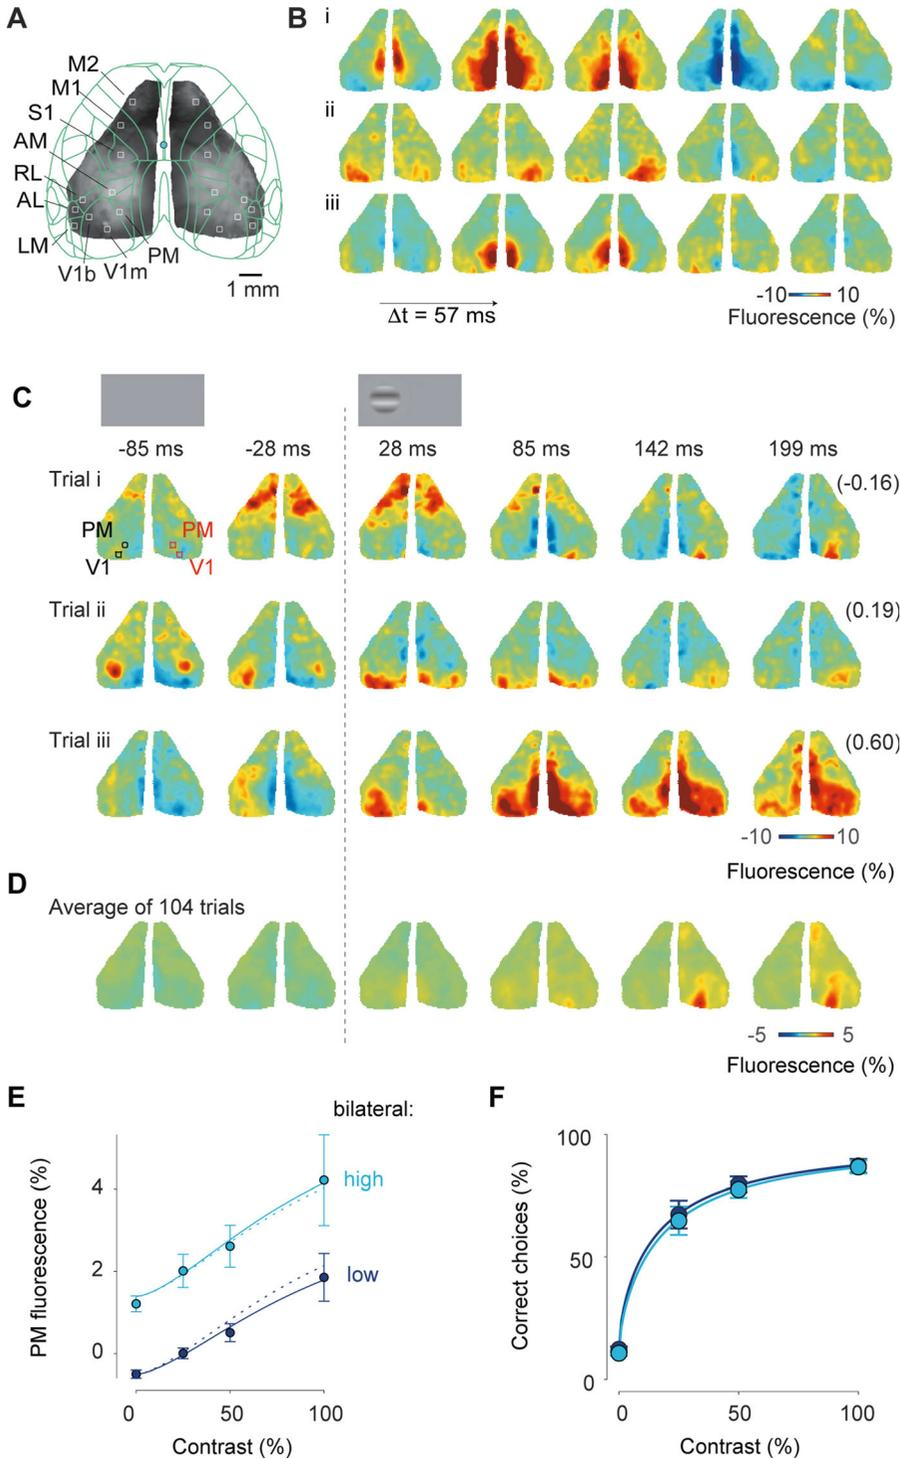 A
M2
M1
S1
AM
RL
AL
LM
V1b
V1m
PM
1 mm
B
i
ii
iii
Δt = 57 ms
-10 10
Fluorescence (%)
C
-85 ms -28 ms 28 ms 85 ms 142 ms 199 ms
Trial i (-0.16)
PM PM
V1 V1
Trial ii (0.19)
Trial iii (0.60)
-10 10
Fluorescence (%)
D
Average of 104 trials
-5 5
Fluorescence (%)
E
bilateral:
high
low
PM fluorescence (%)
4
2
0
0 50 100
Contrast (%)
F
Correct choices (%)
100
50
0
0 50 100
Contrast (%)